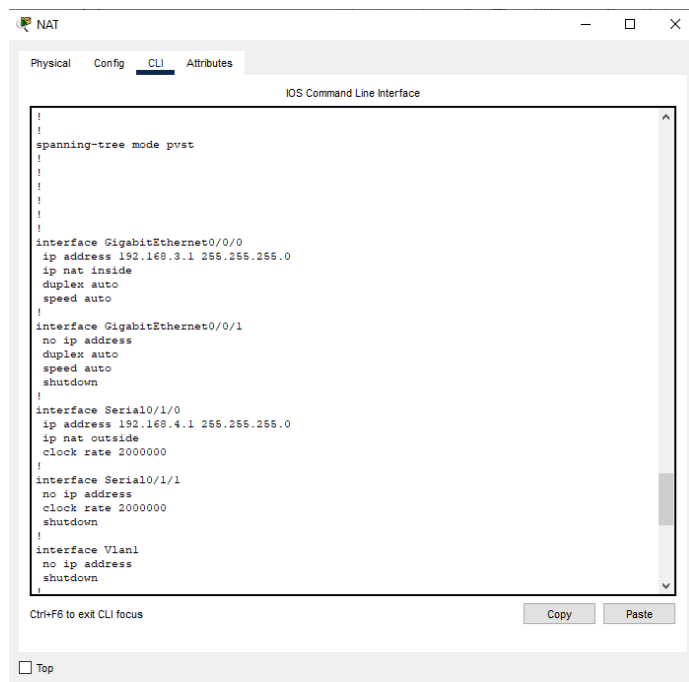 NAT
Physical Config CLI Attributes
IOS Command Line Interface
!
!
spanning-tree mode pvst
!
!
!
!
!
!
interface GigabitEthernet0/0/0
ip address 192.168.3.1 255.255.255.0
ip nat inside
duplex auto
speed auto
!
interface GigabitEthernet0/0/1
no ip address
duplex auto
speed auto
shutdown
!
interface Serial0/1/0
ip address 192.168.4.1 255.255.255.0
ip nat outside
clock rate 2000000
!
interface Serial0/1/1
no ip address
clock rate 2000000
shutdown
!
interface Vlan1
no ip address
shutdown
!
Ctrl+F6 to exit CLI focus
Copy Paste
Top